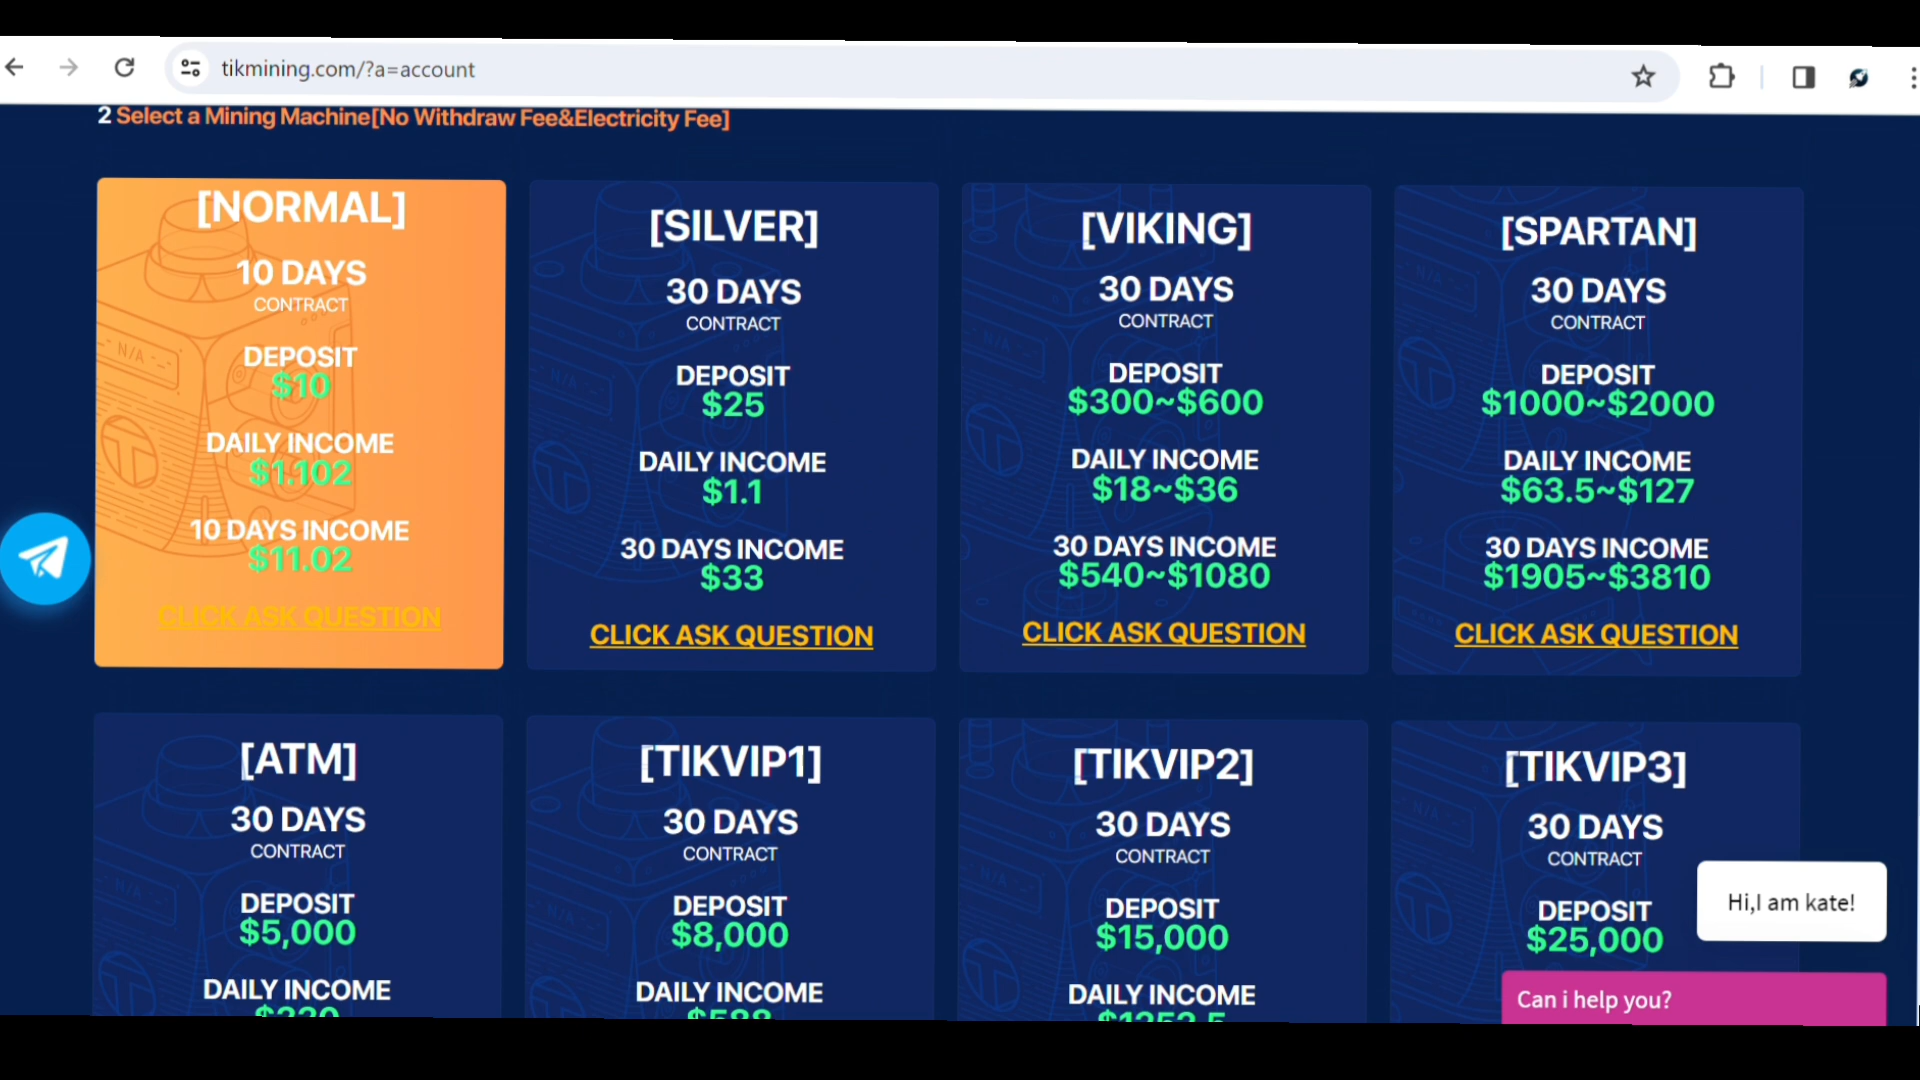 tikmining.com/?a=account
2 Select a Mining Machine[No Withdraw Fee&Electricity Fee]
[NORMAL]
10 DAYS
CONTRACT
DEPOSIT
$10
DAILY INCOME
$1.102
10 DAYS INCOME
$11.02
CLICK ASK QUESTION
[SILVER]
30 DAYS
CONTRACT
DEPOSIT
$25
DAILY INCOME
$1.1
30 DAYS INCOME
$33
CLICK ASK QUESTION
[VIKING]
30 DAYS
CONTRACT
DEPOSIT
$300~$600
DAILY INCOME
$18~$36
30 DAYS INCOME
$540~$1080
CLICK ASK QUESTION
[SPARTAN]
30 DAYS
CONTRACT
DEPOSIT
$1000~$2000
DAILY INCOME
$63.5~$127
30 DAYS INCOME
$1905~$3810
CLICK ASK QUESTION
[ATM]
30 DAYS
CONTRACT
DEPOSIT
$5,000
DAILY INCOME
[TIKVIP1]
30 DAYS
CONTRACT
DEPOSIT
$8,000
DAILY INCOME
[TIKVIP2]
30 DAYS
CONTRACT
DEPOSIT
$15,000
DAILY INCOME
[TIKVIP3]
30 DAYS
CONTRACT
DEPOSIT
$25,000
Hi,I am kate!
Can i help you?